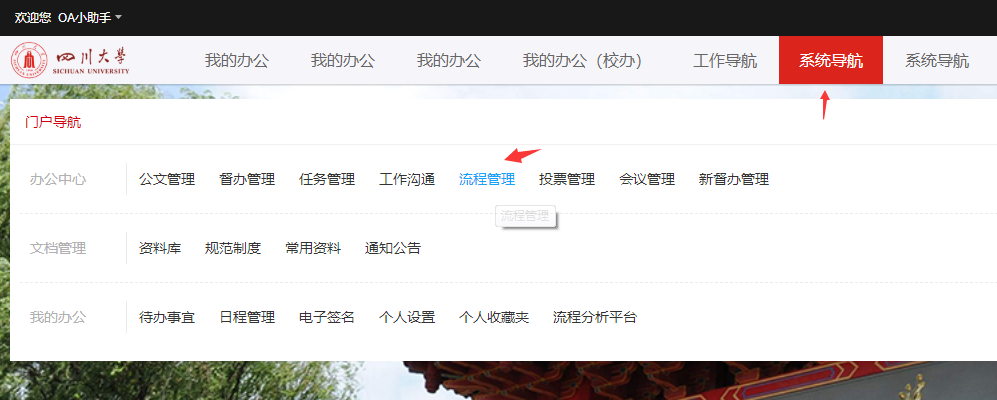 欢迎您 OA小助手
四川大学
SICHUAN UNIVERSITY
我的办公 我的办公 我的办公 我的办公（校办） 工作导航 系统导航 系统导航
门户导航
办公中心 公文管理 督办管理 任务管理 工作沟通 流程管理 投票管理 会议管理 新督办管理
流程管理
文档管理 资料库 规范制度 常用资料 通知公告
我的办公 待办事宜 日程管理 电子签名 个人设置 个人收藏夹 流程分析平台